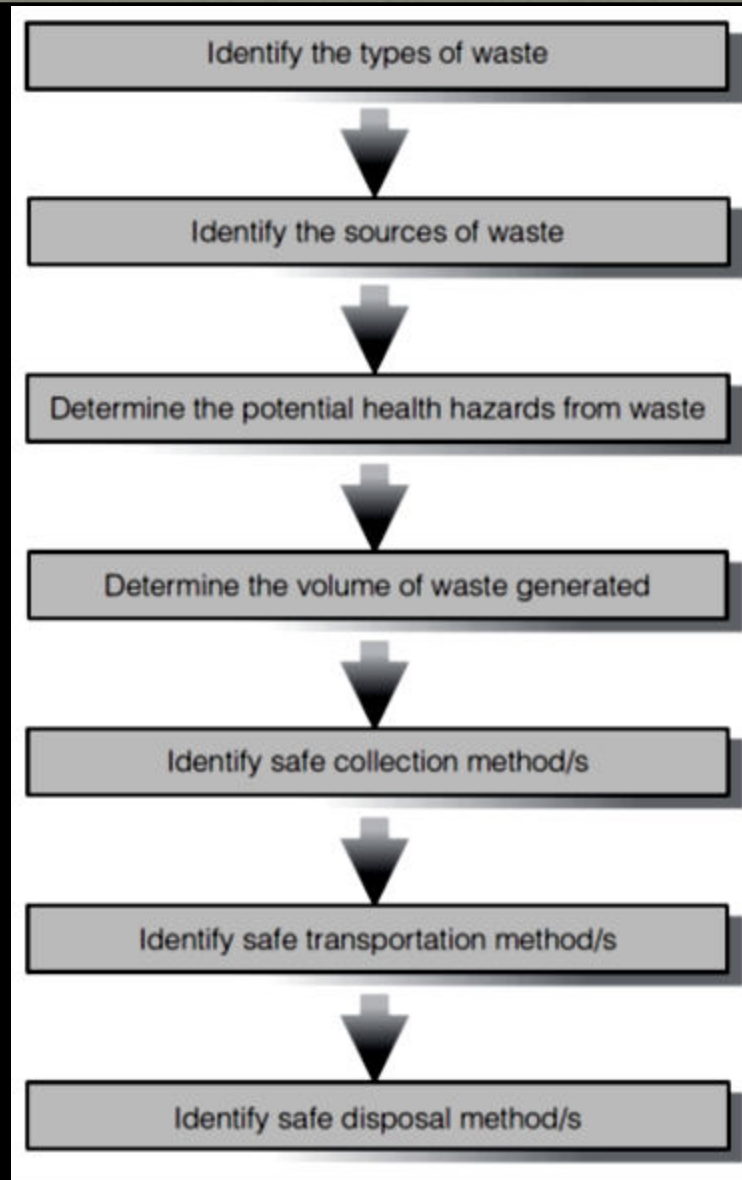 Identify the types of waste
Identify the sources of waste
Determine the potential health hazards from waste
Determine the volume of waste generated
Identify safe collection method/s
Identify safe transportation method/s
Identify safe disposal method/s